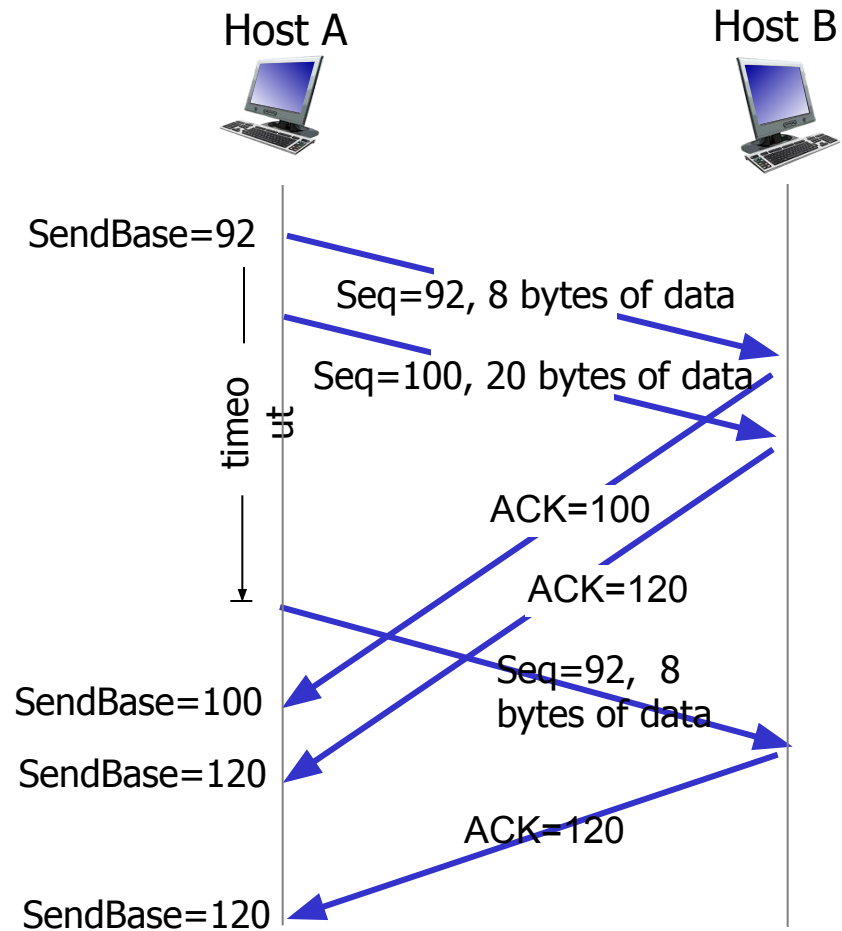 Host A
Host B
SendBase=92
Seq=92, 8 bytes of data
Seq=100, 20 bytes of data
timeo
ut
ACK=100
ACK=120
Seq=92, 8
bytes of data
SendBase=100
SendBase=120
ACK=120
SendBase=120